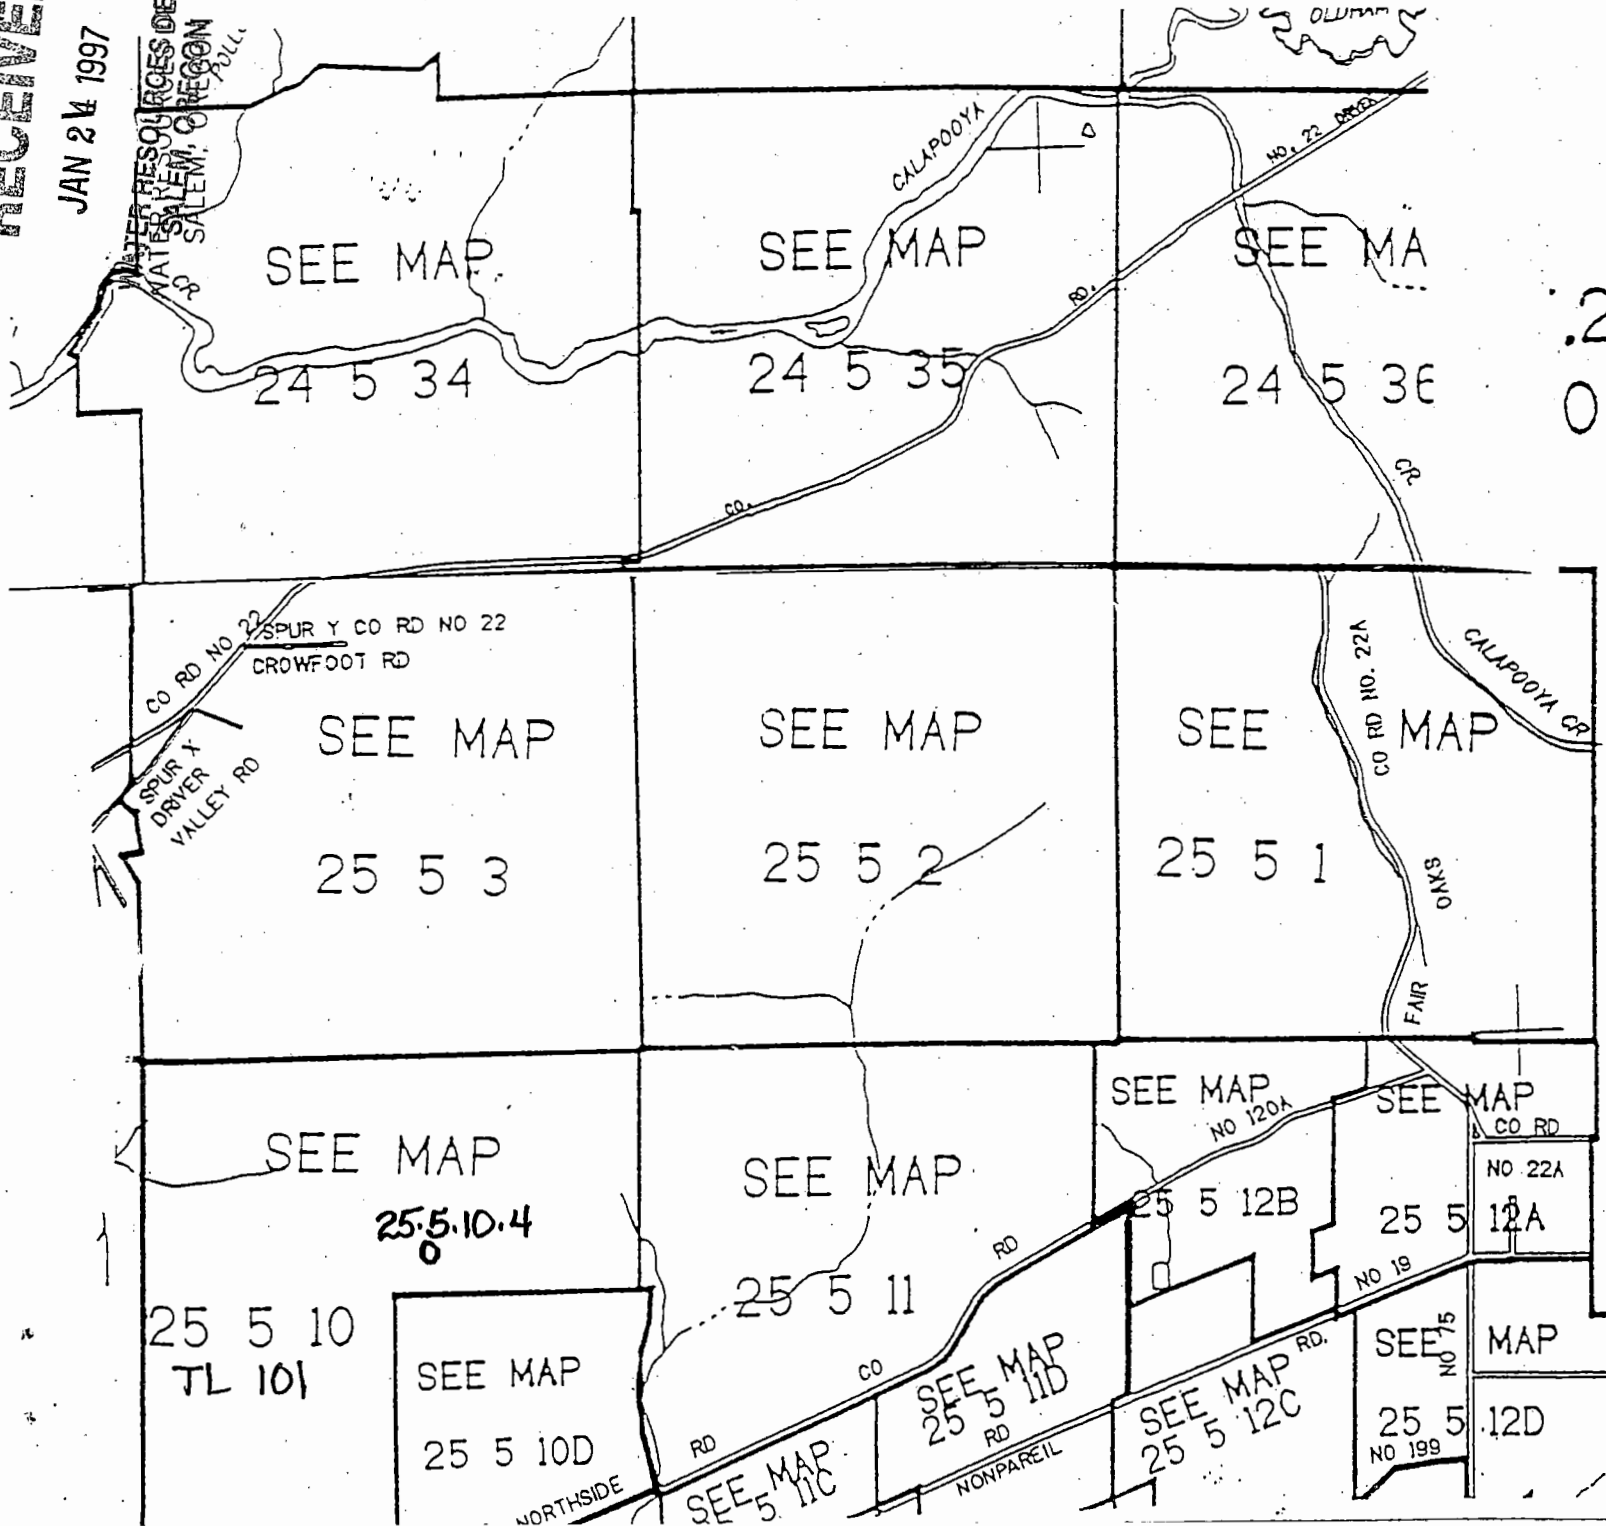 RECEIVE
JAN 24 1997
WATER RESOURCES DE
SALEM, OREGON
OLDHAM
CALAPOOYA
NO. 22
CR
SEE MAP
SEE MAP
SEE MA
RD.
24 5 34
24 5 35
24 5 36
.2
0
CR
CO.
CO RD NO 22
SPUR Y CO RD NO 22
CROWFOOT RD
CO RD NO. 22A
CALAPOOYA CR
SEE MAP
SEE MAP
SEE MAP
SPUR X
DRIVER
VALLEY RD
25 5 3
25 5 2
25 5 1
OAKS
FAIR
SEE MAP
NO 120A
SEE MAP
CO RD
NO 22A
SEE MAP
SEE MAP
25.5.10.4
0
25 5 12B
25 5 12A
RD
NO 19
25 5 10
TL 101
25 5 11
SEE MAP
25 5 10D
CO
RD
SEE MAP
25 5 11D
RD
NONPAREIL
RD.
SEE MAP
25 5 12C
SEE MAP
NO 75
25 5 12D
NO 199
NORTHSIDE
SEE MAP
5 11C